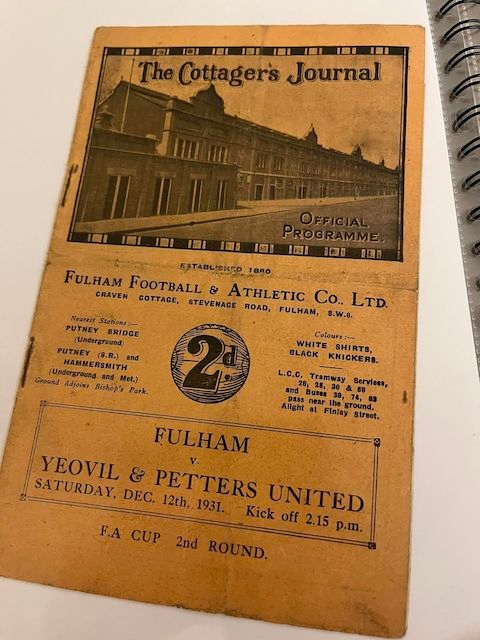 The Cottagers Journal
OFFICIAL
PROGRAMME.
ESTABLISHED 1880
FULHAM FOOTBALL & ATHLETIC CO., LTD.
CRAVEN COTTAGE, STEVENAGE ROAD, FULHAM, S.W.6.
Nearest Stations:—
PUTNEY BRIDGE
(Underground)
PUTNEY (S.R.) and
HAMMERSMITH
(Underground and Met.)
Ground Adjoins Bishop's Park.
2d.
Colours:—
WHITE SHIRTS,
BLACK KNICKERS.
L.C.C. Tramway Services,
26, 28, 30 & 89
and Buses 30, 74, 93
pass near the ground.
Alight at Finlay Street.
FULHAM
V.
YEOVIL & PETTERS UNITED
SATURDAY, DEC. 12th, 1931. Kick off 2.15 p.m.
F.A CUP 2nd ROUND.